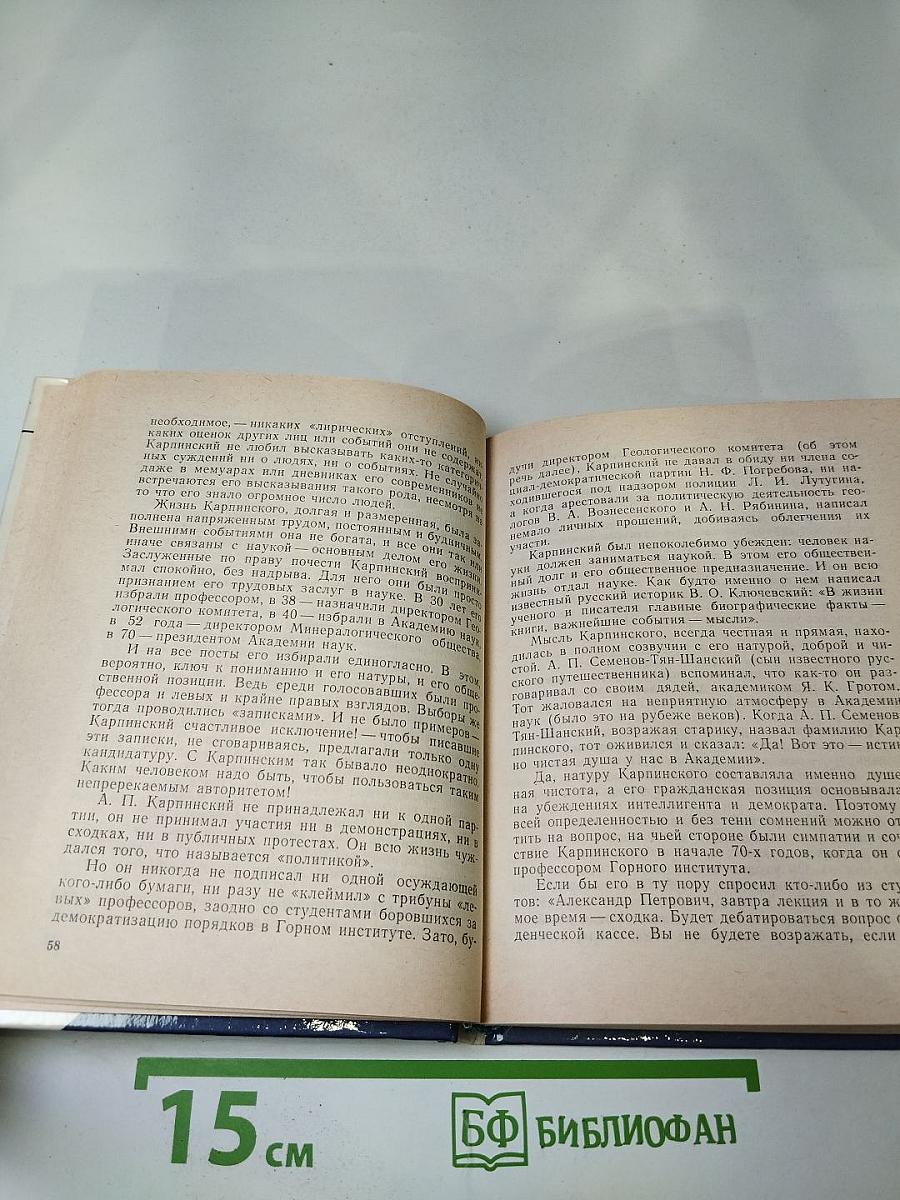 необходимое, — никаких «лирических» отступлений, ни
каких оценок других лиц или событий они не содержат.
Карпинский не любил высказывать каких-то категорич-
ных суждений ни о людях, ни о событиях. Не случайно
даже в мемуарах или дневниках его современников не
встречаются его высказывания такого рода, несмотря на
то что его знало огромное число людей.
Жизнь Карпинского, долгая и размеренная, была за-
полнена напряженным трудом, постоянным и будничным.
Внешними событиями она не богата, и все они так или
иначе связаны с наукой — основным делом его жизни.
Заслуженные по праву почести Карпинский восприни-
мал спокойно, без надрыва. Для него они были просто
признанием его трудовых заслуг в науке. В 30 лет его
избрали профессором, в 38 — назначили директором Гео-
логического комитета, в 40 — избрали в Академию наук,
в 52 года — директором Минералогического общества,
в 70 — президентом Академии наук.
И на все посты его избирали единогласно. В этом,
вероятно, ключ к пониманию и его натуры, и его обще-
ственной позиции. Ведь среди голосовавших были про-
фессора и левых и крайне правых взглядов. Выборы же
тогда проводились «записками». И не было примеров —
Карпинский счастливое исключение! — чтобы писавшие
эти записки, не сговариваясь, предлагали только одну
кандидатуру. С Карпинским так бывало неоднократно.
Каким человеком надо быть, чтобы пользоваться таким
непререкаемым авторитетом!
А. П. Карпинский не принадлежал ни к одной пар-
тии, он не принимал участия ни в демонстрациях, ни в
сходках, ни в публичных протестах. Он всю жизнь чуж-
дался того, что называется «политикой».
Но он никогда не подписал ни одной осуждающей
кого-либо бумаги, ни разу не «клеймил» с трибуны «ле-
вых» профессоров, заодно со студентами боровшихся за
демократизацию порядков в Горном институте. Зато, бу-
58
дучи директором Геологического комитета (об этом
речь далее), Карпинский не давал в обиду ни члена со-
циал-демократической партии Н. Ф. Погребова, ни на-
ходившегося под надзором полиции Л. И. Лутугина,
а когда арестовали за политическую деятельность гео-
логов В. А. Вознесенского и А. Н. Рябинина, написал
немало личных прошений, добиваясь облегчения их
участи.
Карпинский был непоколебимо убежден: человек на-
уки должен заниматься наукой. В этом его обществен-
ный долг и его общественное предназначение. И он всю
жизнь отдал науке. Как будто именно о нем написал
известный русский историк В. О. Ключевский: «В жизни
ученого и писателя главные биографические факты —
книги, важнейшие события — мысли».
Мысль Карпинского, всегда честная и прямая, нахо-
дилась в полном созвучии с его натурой, доброй и чи-
стой. А. П. Семенов-Тян-Шанский (сын известного рус-
ского путешественника) вспоминал, что как-то он раз-
говаривал со своим дядей, академиком Я. К. Гротом.
Тот жаловался на неприятную атмосферу в Академии
наук (было это на рубеже веков). Когда А. П. Семенов-
Тян-Шанский, возражая старику, назвал фамилию Кар
пинского, тот оживился и сказал: «Да! Вот это — истин
но чистая душа у нас в Академии».
Да, натуру Карпинского составляла именно душе
ная чистота, а его гражданская позиция основывала
на убеждениях интеллигента и демократа. Поэтому
всей определенностью и без тени сомнений можно от
тить на вопрос, на чьей стороне были симпатии и соч
ствие Карпинского в начале 70-х годов, когда он с
профессором Горного института.
Если бы его в ту пору спросил кто-либо из сту
тов: «Александр Петрович, завтра лекция и в то ж
мое время — сходка. Будет дебатироваться вопрос о
денческой кассе. Вы не будете возражать, если
15 см
БФ БИБЛИОФАН